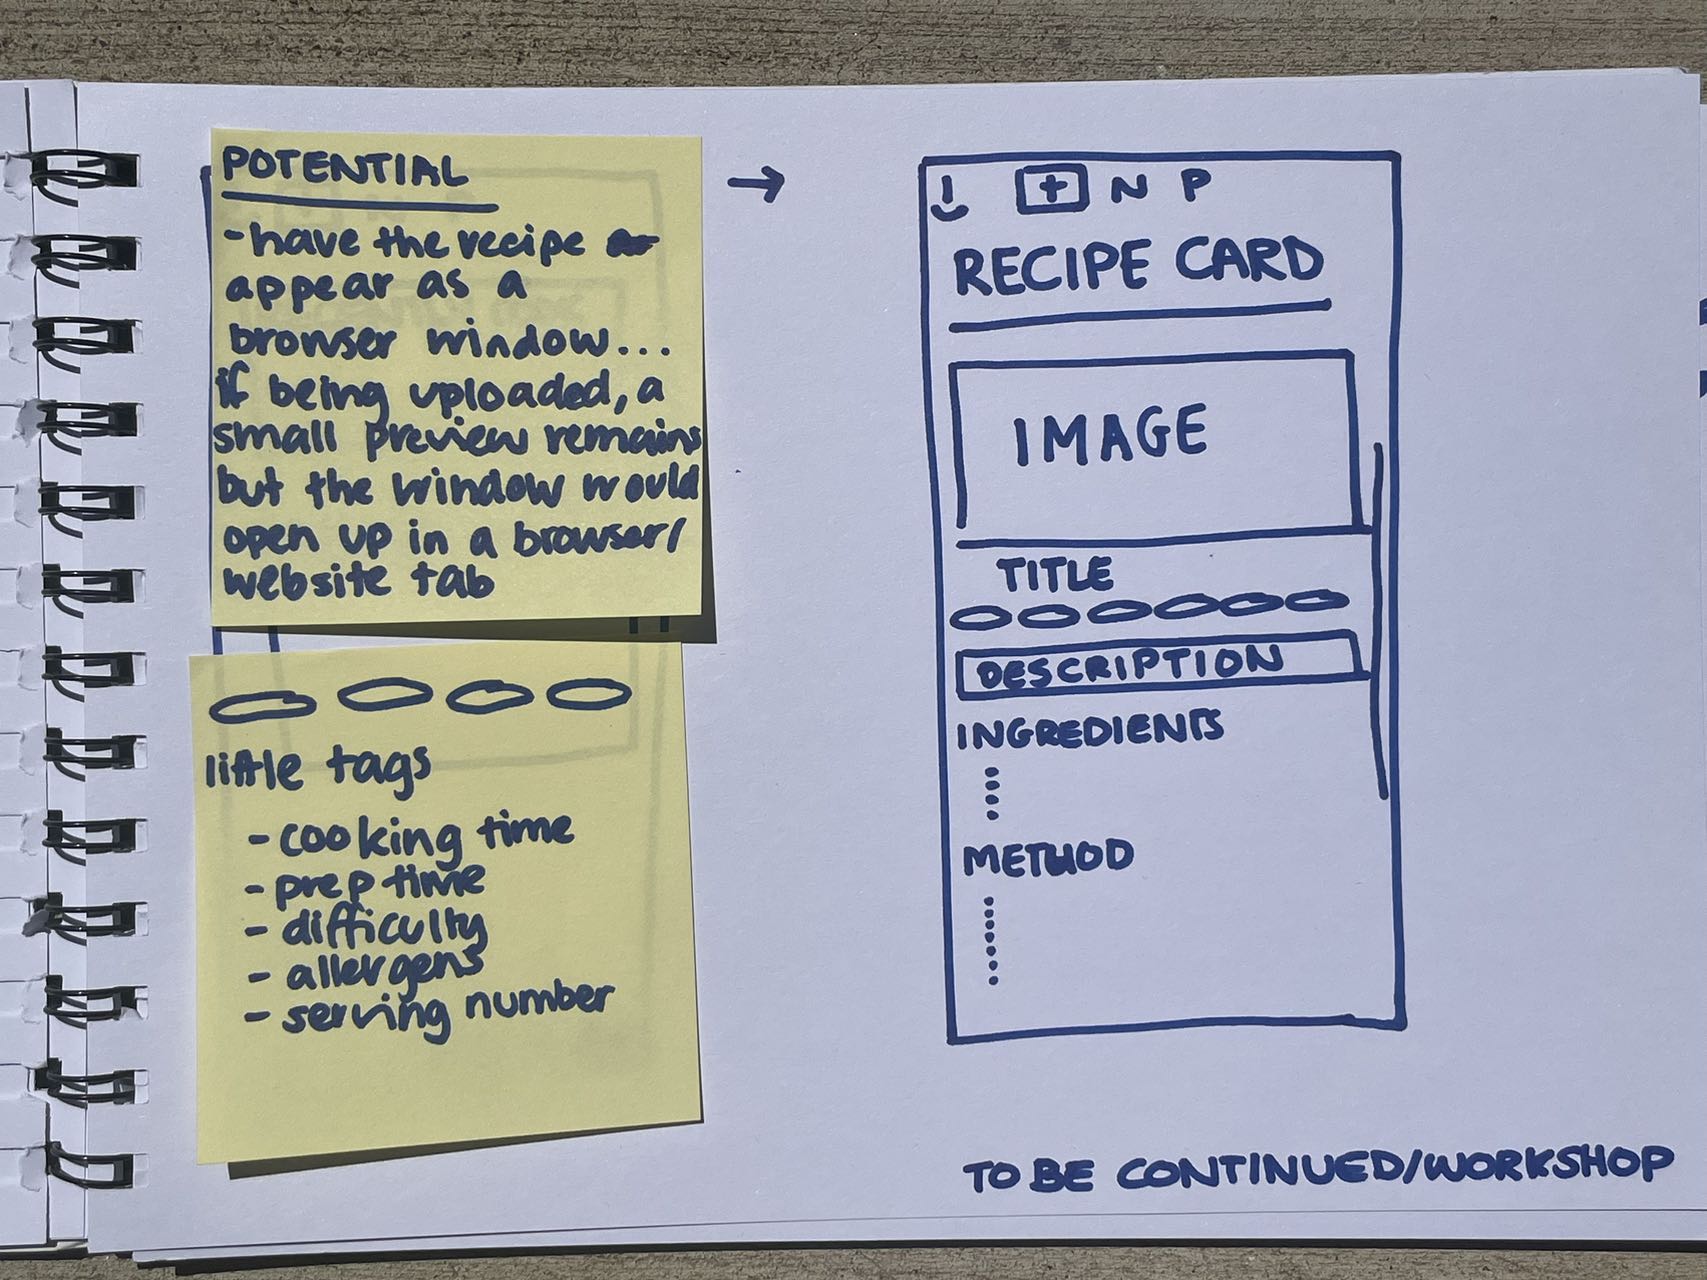 POTENTIAL
- have the recipe
appear as a
browser window...
if being uploaded, a
small preview remains
but the window would
open up in a browser/
website tab
little tags
- cooking time
- prep time
- difficulty
- allergens
- serving number
+ N P
RECIPE CARD
IMAGE
TITLE
DESCRIPTION
INGREDIENTS
METHOD
TO BE CONTINUED/WORKSHOP